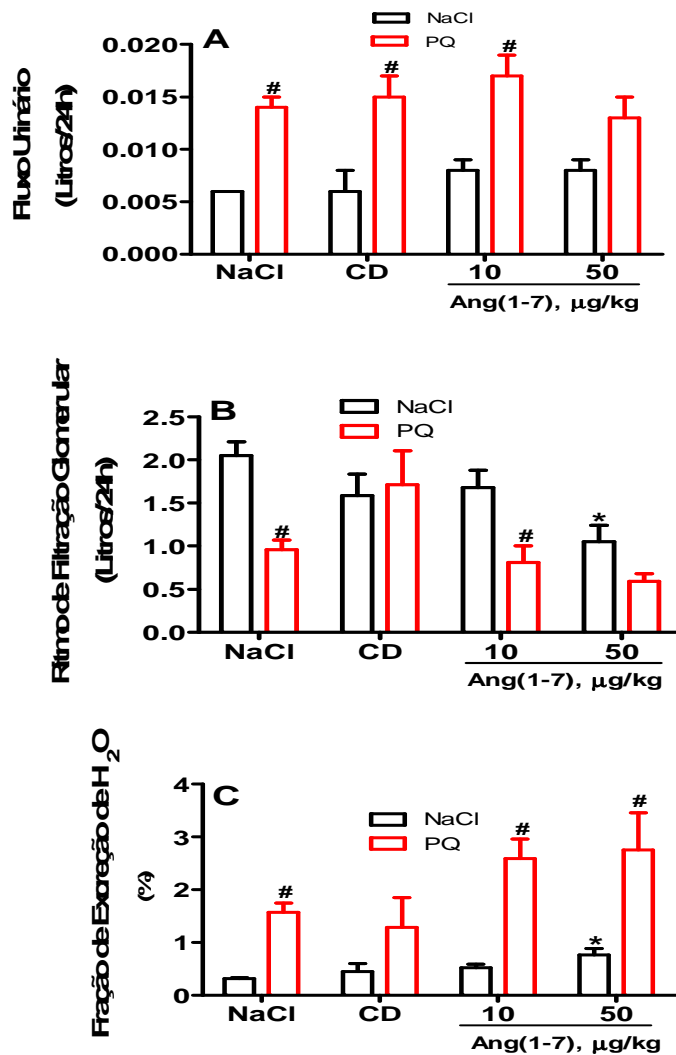 NaCl
PQ
A
Fluxo Urinário
(Litros/24h)
0.020
0.015
0.010
0.005
0.000
#
#
#
NaCl
CD
10
50
Ang(1-7), µg/kg
B
NaCl
PQ
Ritmo de Filtração Glomerular
(Litros/24h)
2.5
2.0
1.5
1.0
0.5
0.0
#
#
*
NaCl
CD
10
50
Ang(1-7), µg/kg
C
NaCl
PQ
Fração de Excreção de H2O
(%)
4
3
2
1
0
#
#
*
#
NaCl
CD
10
50
Ang(1-7), µg/kg